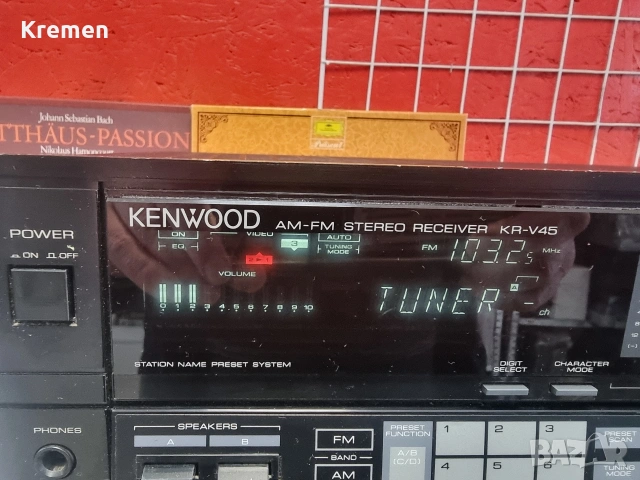 Kremen
Johann Sebastian Bach
TTHÄUS-PASSION
Nikolaus Harnoncourt
KENWOOD AM-FM STEREO RECEIVER KR-V45
POWER
ON OFF
ON
EQ.
VIDEO
3
AUTO
TUNING
MODE
FM 103.25 MHz
VOLUME
0 1 2 3 4 5 6 7 8 9 10
TUNER
A
- ch
STATION NAME PRESET SYSTEM
DIGIT
SELECT
CHARACTER
MODE
PHONES
SPEAKERS
A B
FM
BAND
AM
PRESET
FUNCTION
A/B
(C/D)
1 2 3
4 5 6
PRESET
SCAN
TUNING
MODE
BAZAR